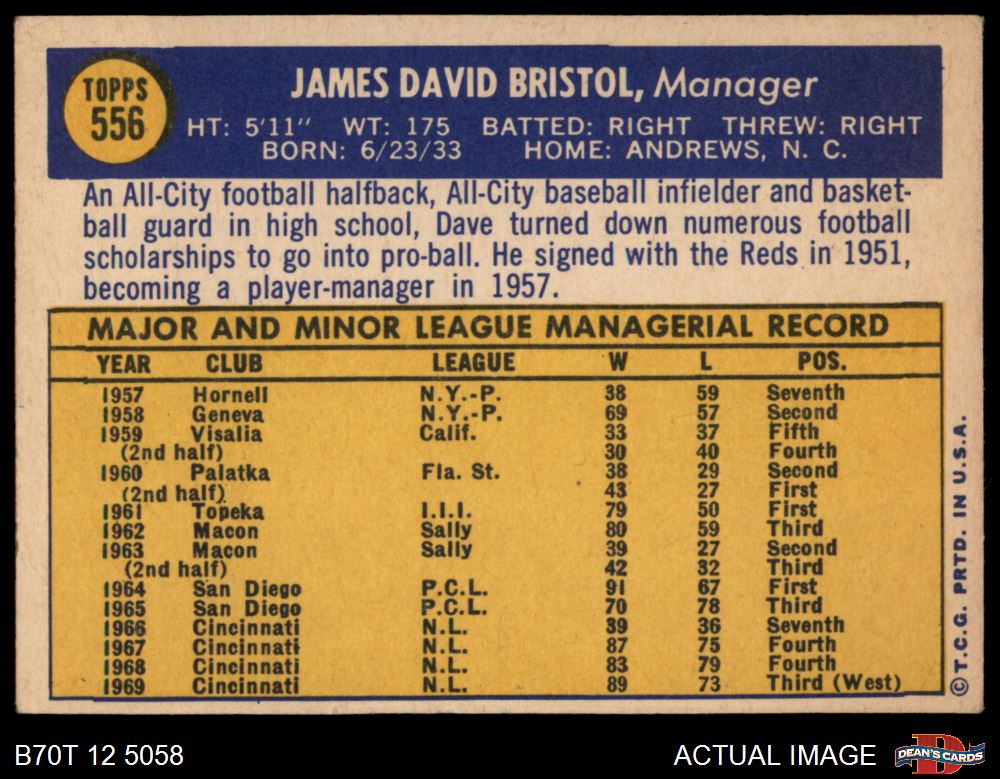 TOPPS
556
JAMES DAVID BRISTOL, Manager
HT: 5'11" WT: 175 BATTED: RIGHT THREW: RIGHT
BORN: 6/23/33 HOME: ANDREWS, N. C.
An All-City football halfback, All-City baseball infielder and basket-
ball guard in high school, Dave turned down numerous football
scholarships to go into pro-ball. He signed with the Reds in 1951,
becoming a player-manager in 1957.
MAJOR AND MINOR LEAGUE MANAGERIAL RECORD
YEAR CLUB LEAGUE W L POS.
1957 Hornell N.Y.-P. 38 59 Seventh
1958 Geneva N.Y.-P. 69 57 Second
1959 Visalia Calif. 33 37 Fifth
(2nd half) 30 40 Fourth
1960 Palatka Fla. St. 38 29 Second
(2nd half) 43 27 First
1961 Topeka I.I.I. 79 50 First
1962 Macon Sally 80 59 Third
1963 Macon Sally 39 27 Second
(2nd half) 42 32 Third
1964 San Diego P.C.L. 91 67 First
1965 San Diego P.C.L. 70 78 Third
1966 Cincinnati N.L. 39 36 Seventh
1967 Cincinnati N.L. 87 75 Fourth
1968 Cincinnati N.L. 83 79 Fourth
1969 Cincinnati N.L. 89 73 Third (West)
© T.C.G. PRTD. IN U.S.A.
B70T 12 5058
ACTUAL IMAGE
D
DEAN'S CARDS